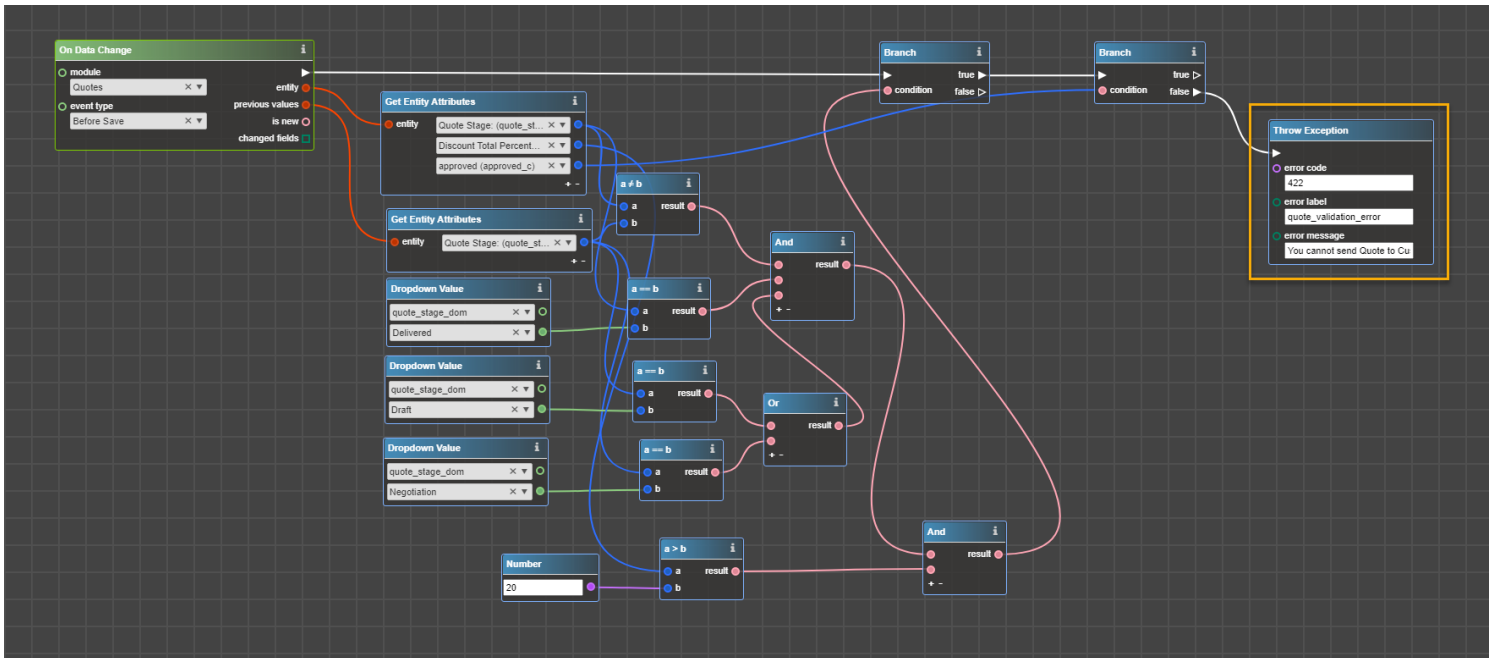 On Data Change i
module
Quotes
entity
event type
previous values
Before Save
is new
changed fields
Get Entity Attributes i
entity
Quote Stage: (quote_st...
Discount Total Percent...
approved (approved_c)
+ -
Get Entity Attributes i
entity
Quote Stage: (quote_st...
+ -
Dropdown Value i
quote_stage_dom
Delivered
Dropdown Value i
quote_stage_dom
Draft
Dropdown Value i
quote_stage_dom
Negotiation
Number
20
a ≠ b i
a result
b
a == b i
a result
b
a == b i
a result
b
a == b i
a result
b
a > b i
a result
b
And i
result
+ -
Or i
result
+ -
And i
result
+ -
Branch i
true
condition false
Branch i
true
condition false
Throw Exception
error code
422
error label
quote_validation_error
error message
You cannot send Quote to Cu